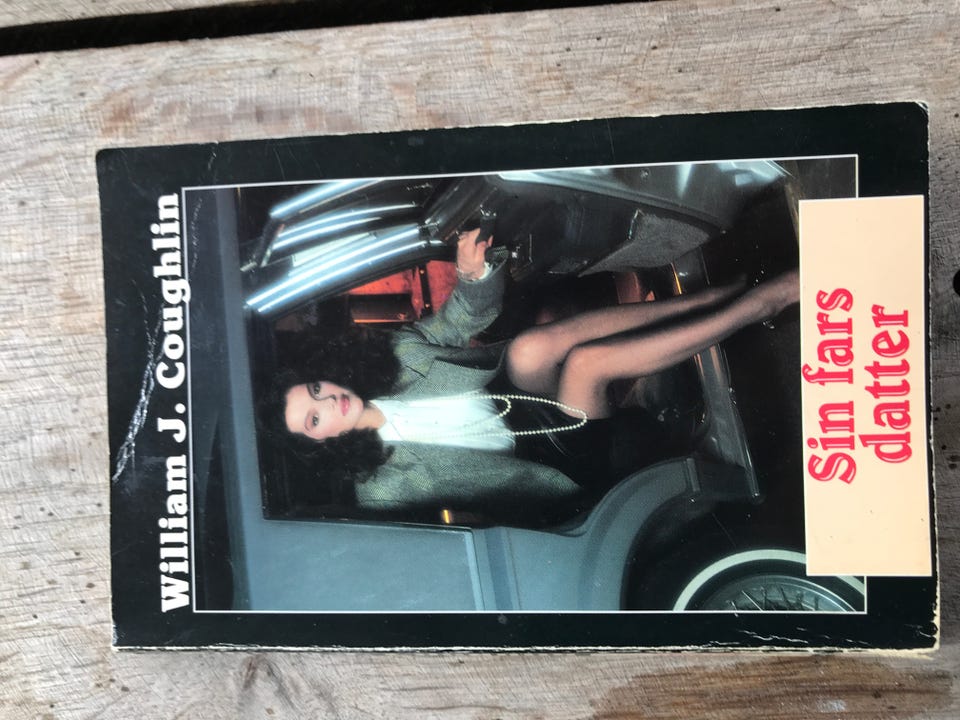 William J. Coughlin
Sin fars
datter